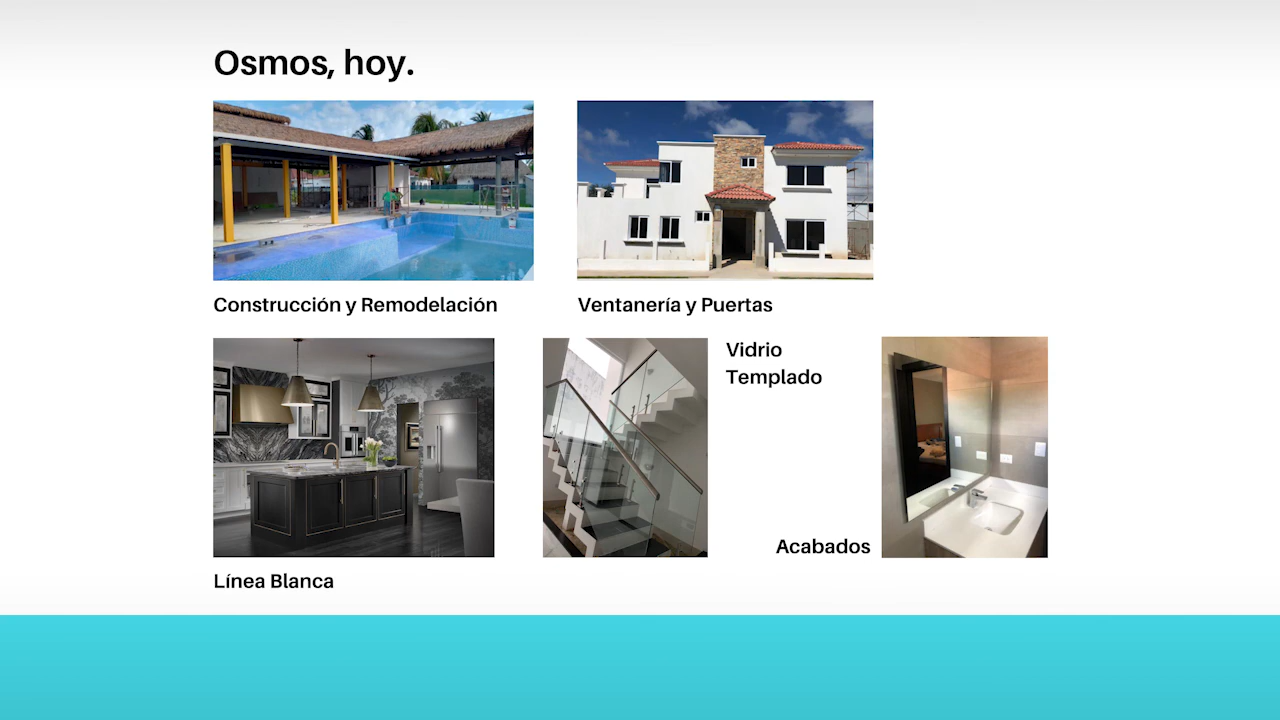 Osmos, hoy.
Construcción y Remodelación
Ventanería y Puertas
Línea Blanca
Vidrio
Templado
Acabados